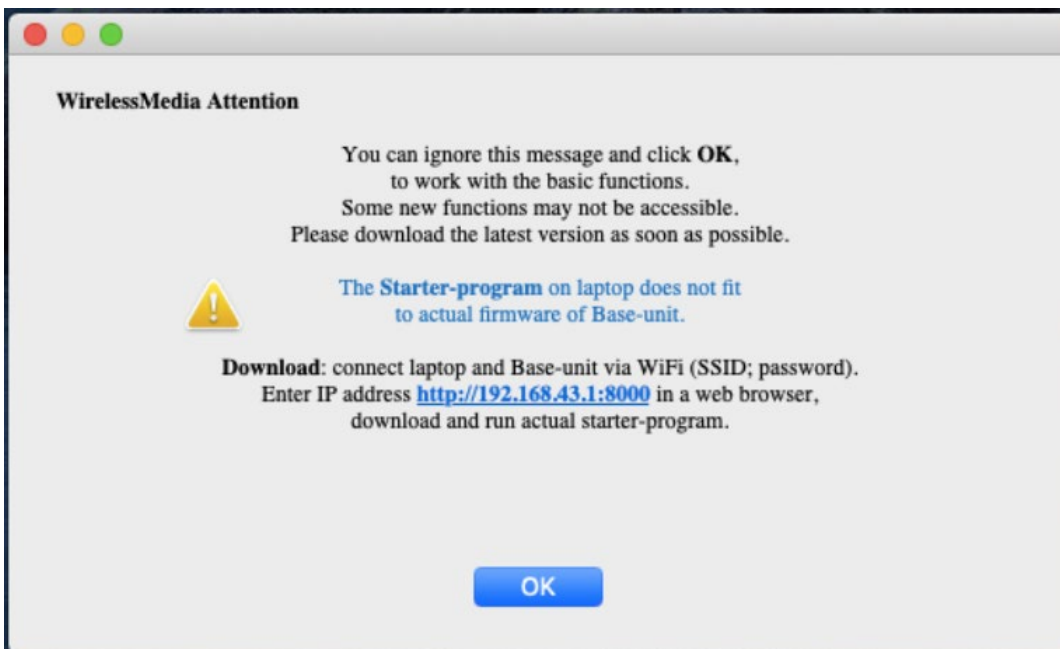 WirelessMedia Attention
You can ignore this message and click OK,
to work with the basic functions.
Some new functions may not be accessible.
Please download the latest version as soon as possible.
The Starter-program on laptop does not fit
to actual firmware of Base-unit.
Download: connect laptop and Base-unit via WiFi (SSID; password).
Enter IP address http://192.168.43.1:8000 in a web browser,
download and run actual starter-program.
OK